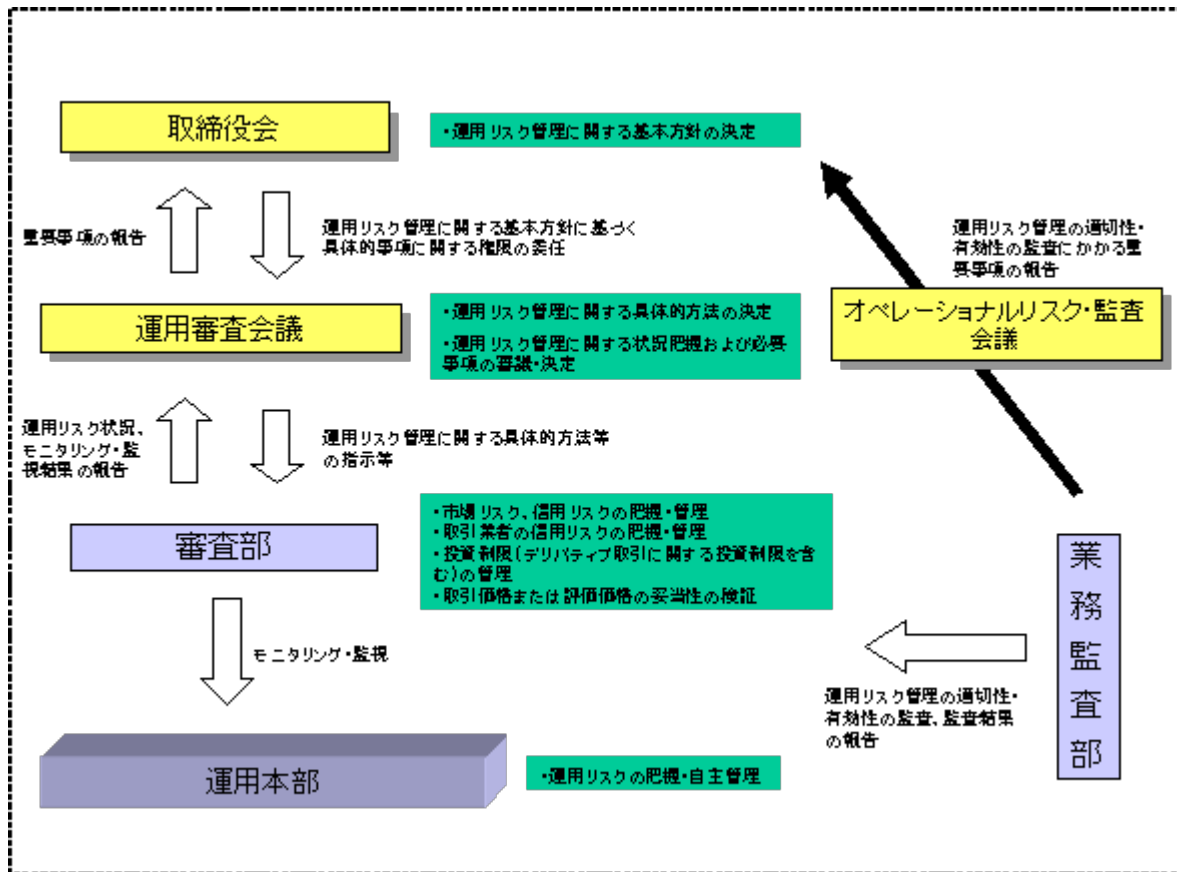 取締役会
・運用リスク管理に関する基本方針の決定
重要事項の報告
運用リスク管理に関する基本方針に基づく
具体的事項に関する権限の委任
運用リスク管理の適切性・
有効性の監査にかかる重
要事項の報告
運用審査会議
・運用リスク管理に関する具体的方法の決定
・運用リスク管理に関する状況把握および必要
事項の審議・決定
オペレーショナルリスク・監査
会議
運用リスク状況、
モニタリング・監
視結果の報告
運用リスク管理に関する具体的方法等
の指示等
審査部
・市場リスク、信用リスクの把握・管理
・取引業者の信用リスクの把握・管理
・投資制限(デリバティブ取引に関する投資制限を含
む)の管理
・取引価格または評価価格の妥当性の検証
業務監査部
モニタリング・監視
運用リスク管理の適切性・
有効性の監査、監査結果
の報告
運用本部
・運用リスクの把握・自主管理